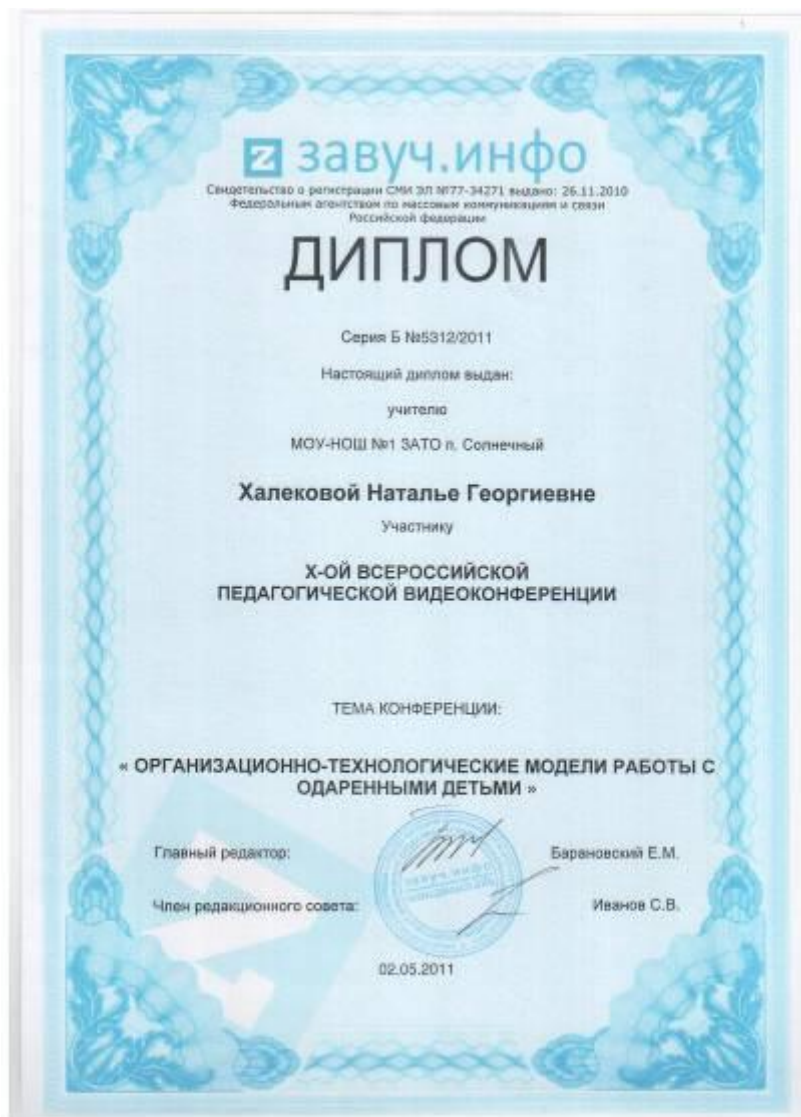 завуч.инфо
Свидетельство о регистрации СМИ ЭЛ №77-34271 выдано: 26.11.2010
Федеральным агентством по массовым коммуникациям и связи
Российской федерации
ДИПЛОМ
Серия Б №5312/2011
Настоящий диплом выдан:
учителю
МОУ-НОШ №1 ЗАТО п. Солнечный
Халековой Наталье Георгиевне
Участнику
X-ОЙ ВСЕРОССИЙСКОЙ
ПЕДАГОГИЧЕСКОЙ ВИДЕОКОНФЕРЕНЦИИ
ТЕМА КОНФЕРЕНЦИИ:
« ОРГАНИЗАЦИОННО-ТЕХНОЛОГИЧЕСКИЕ МОДЕЛИ РАБОТЫ С
ОДАРЕННЫМИ ДЕТЬМИ »
Главный редактор: Барановский Е.М.
Член редакционного совета: Иванов С.В.
02.05.2011